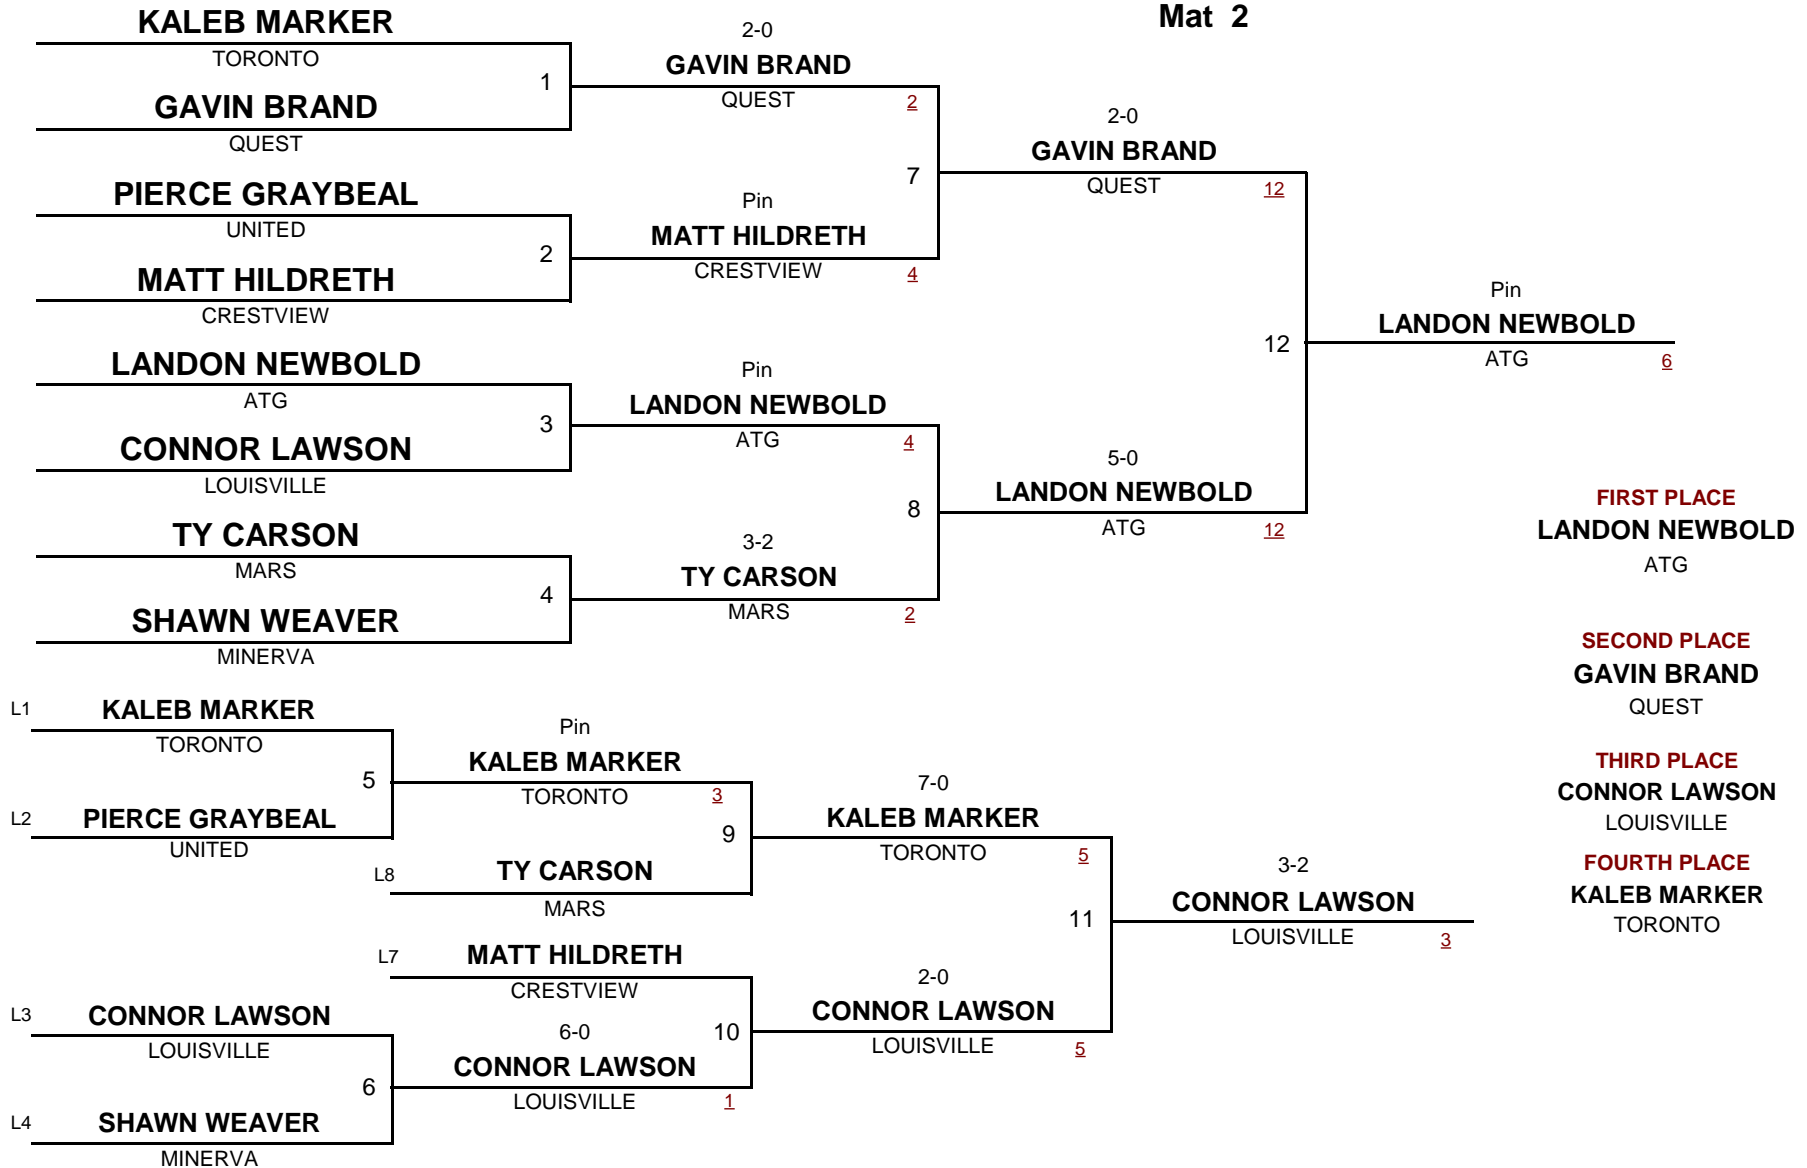 Mat 2
KALEB MARKER
TORONTO
1
GAVIN BRAND
QUEST
PIERCE GRAYBEAL
UNITED
2
MATT HILDRETH
CRESTVIEW
LANDON NEWBOLD
ATG
3
CONNOR LAWSON
LOUISVILLE
TY CARSON
MARS
4
SHAWN WEAVER
MINERVA
2-0
GAVIN BRAND
QUEST 2
7
Pin
MATT HILDRETH
CRESTVIEW 4
Pin
LANDON NEWBOLD
ATG 4
8
3-2
TY CARSON
MARS 2
2-0
GAVIN BRAND
QUEST 12
12
5-0
LANDON NEWBOLD
ATG 12
Pin
LANDON NEWBOLD
ATG 6
FIRST PLACE
LANDON NEWBOLD
ATG
SECOND PLACE
GAVIN BRAND
QUEST
THIRD PLACE
CONNOR LAWSON
LOUISVILLE
FOURTH PLACE
KALEB MARKER
TORONTO
L1 KALEB MARKER
TORONTO
5
L2 PIERCE GRAYBEAL
UNITED
L3 CONNOR LAWSON
LOUISVILLE
6
L4 SHAWN WEAVER
MINERVA
Pin
KALEB MARKER
TORONTO 3
9
L8 TY CARSON
MARS
L7 MATT HILDRETH
CRESTVIEW
6-0 10
CONNOR LAWSON
LOUISVILLE 1
7-0
KALEB MARKER
TORONTO 5
11
2-0
CONNOR LAWSON
LOUISVILLE 5
3-2
CONNOR LAWSON
LOUISVILLE 3